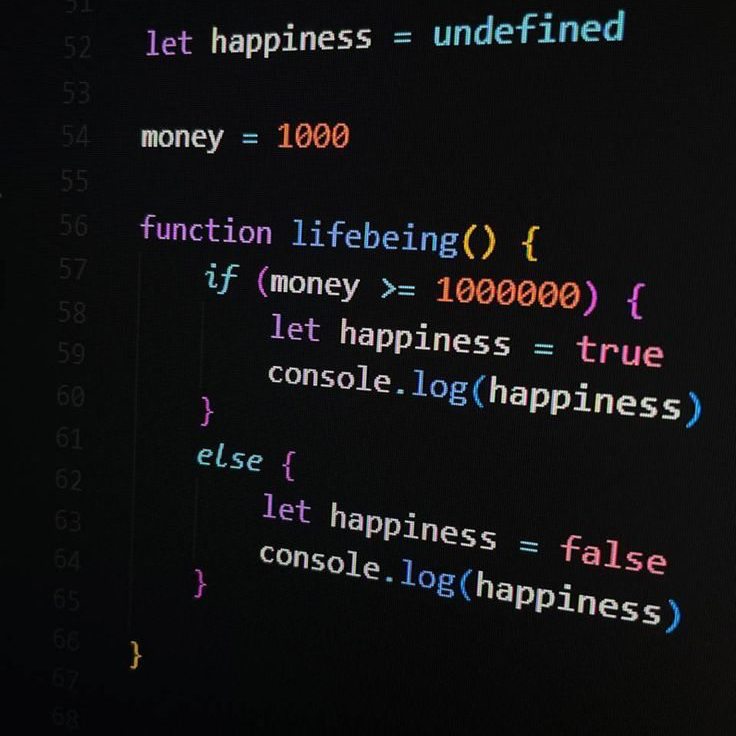 51
52 let happiness = undefined
53
54 money = 1000
55
56 function lifebeing() {
57 if (money >= 1000000) {
58 let happiness = true
59 console.log(happiness)
60 }
61 else {
62 let happiness = false
63 console.log(happiness)
64 }
65
66 }
67
68